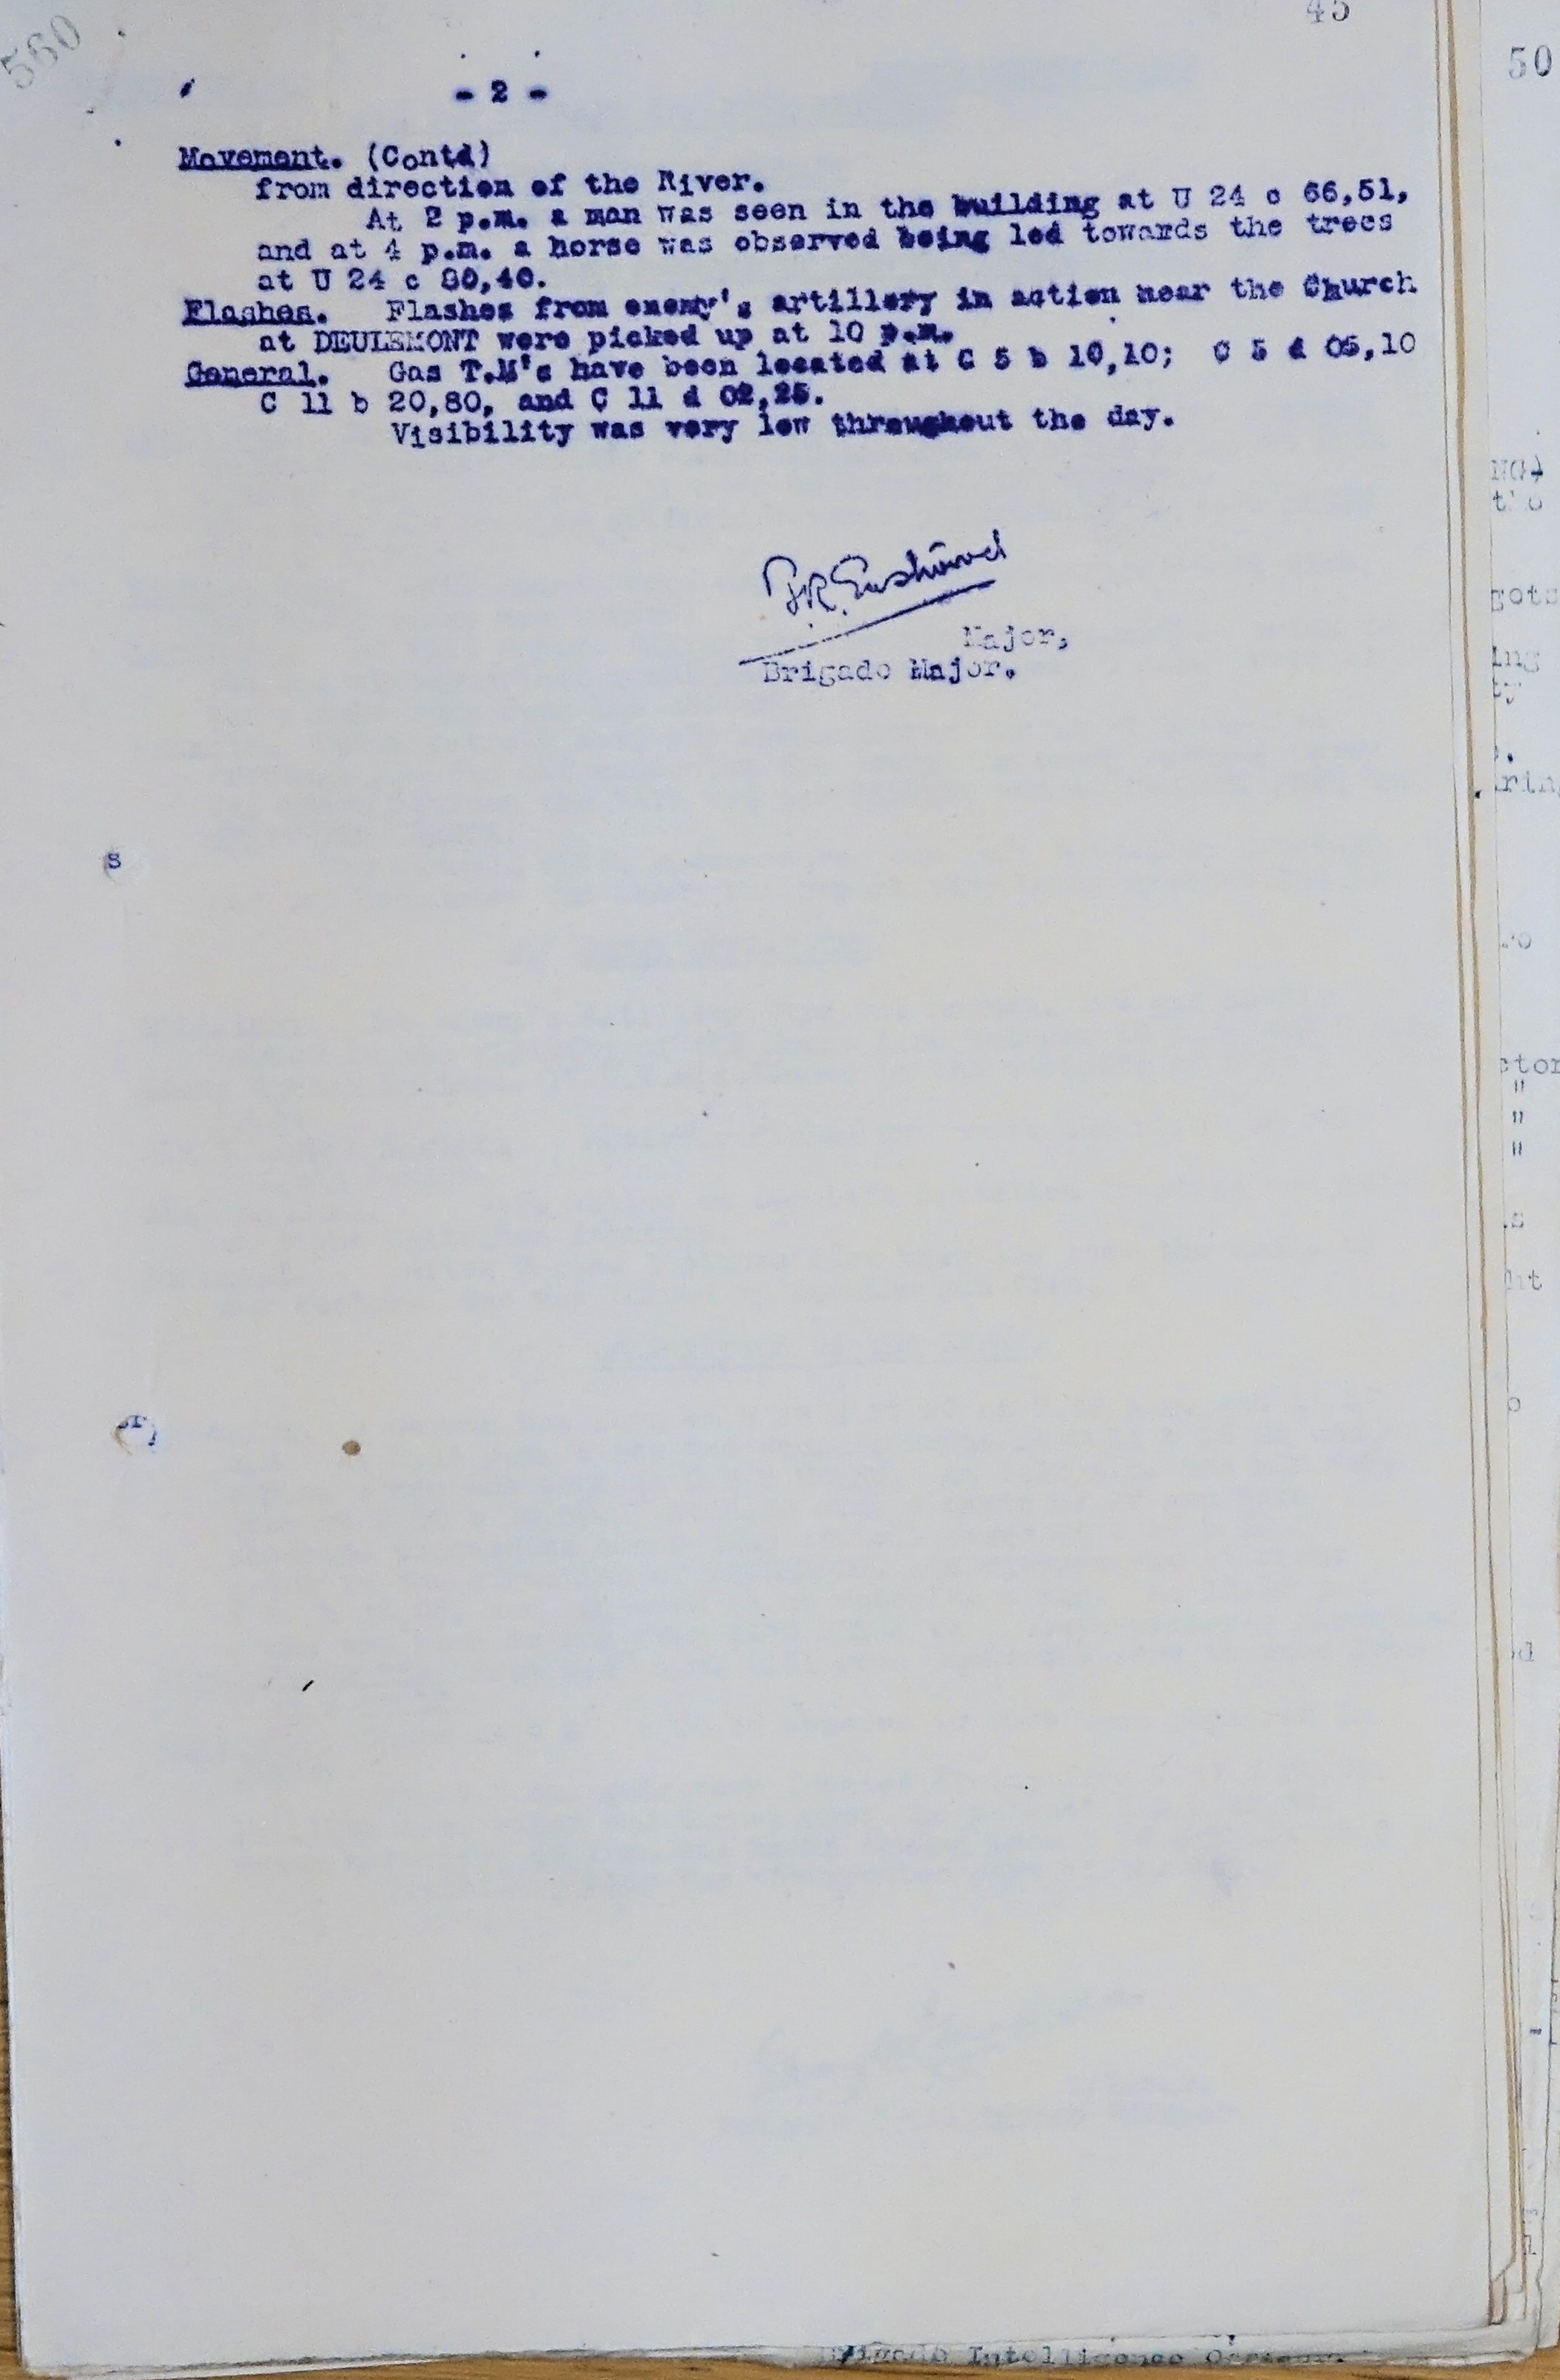 45
560
50
- 2 -
Movement. (Contd)
from direction of the River.
At 2 p.m. a man was seen in the building at U 24 c 66,51,
and at 4 p.m. a horse was observed being led towards the trees
at U 24 c 80,40.
Flashes. Flashes from enemy's artillery in action near the Church
at DEULEMONT were picked up at 10 p.m.
General. Gas T.M's have been located at C 5 b 10,10; C 5 d 05,10
C 11 b 20,80, and C 11 d 02,25.
Visibility was very low throughout the day.
Major,
Brigade Major.
s
Brigade Intelligence Officer.